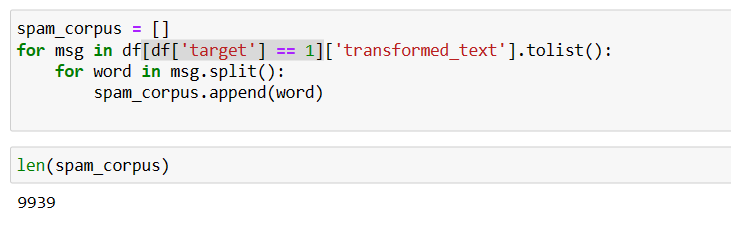 spam_corpus = []
for msg in df[df['target'] == 1]['transformed_text'].tolist():
    for word in msg.split():
        spam_corpus.append(word)
len(spam_corpus)
9939